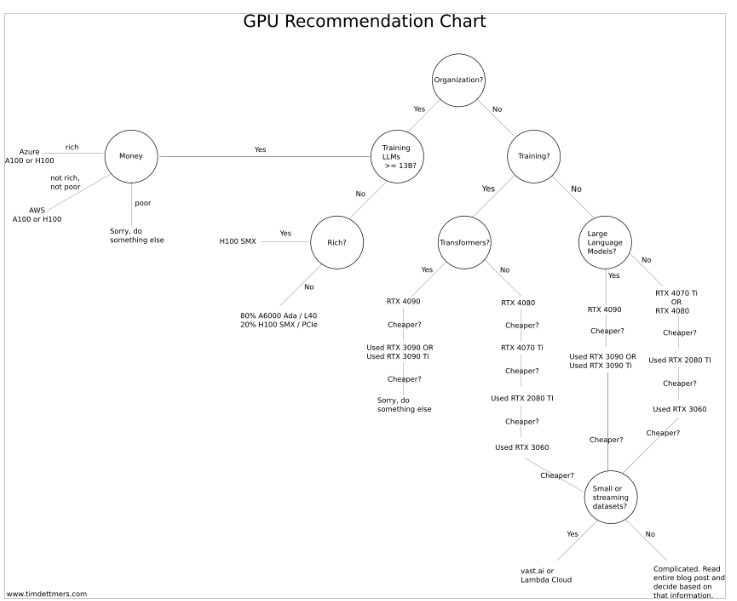 GPU Recommendation Chart
Organization?
Yes
No
Money
rich
Azure
A100 or H100
not rich,
not poor
AWS
A100 or H100
poor
Sorry, do
something else
Yes
Training
LLMs
>= 13B?
No
Rich?
Yes
H100 SMX
No
80% A6000 Ada / L40
20% H100 SMX / PCIe
Training?
Yes
No
Transformers?
Yes
No
RTX 4090
Cheaper?
Used RTX 3090 OR
Used RTX 3090 Ti
Cheaper?
Sorry, do
something else
RTX 4080
Cheaper?
RTX 4070 Ti
Cheaper?
Used RTX 2080 TI
Cheaper?
Used RTX 3060
Cheaper?
Large
Language
Models?
Yes
No
RTX 4090
Cheaper?
Used RTX 3090 OR
Used RTX 3090 Ti
Cheaper?
RTX 4070 Ti
OR
RTX 4080
Cheaper?
Used RTX 2080 TI
Cheaper?
Used RTX 3060
Cheaper?
Small or
streaming
datasets?
Yes
No
vast.ai or
Lambda Cloud
Complicated. Read
entire blog post and
decide based on
that information.
www.timdettmers.com